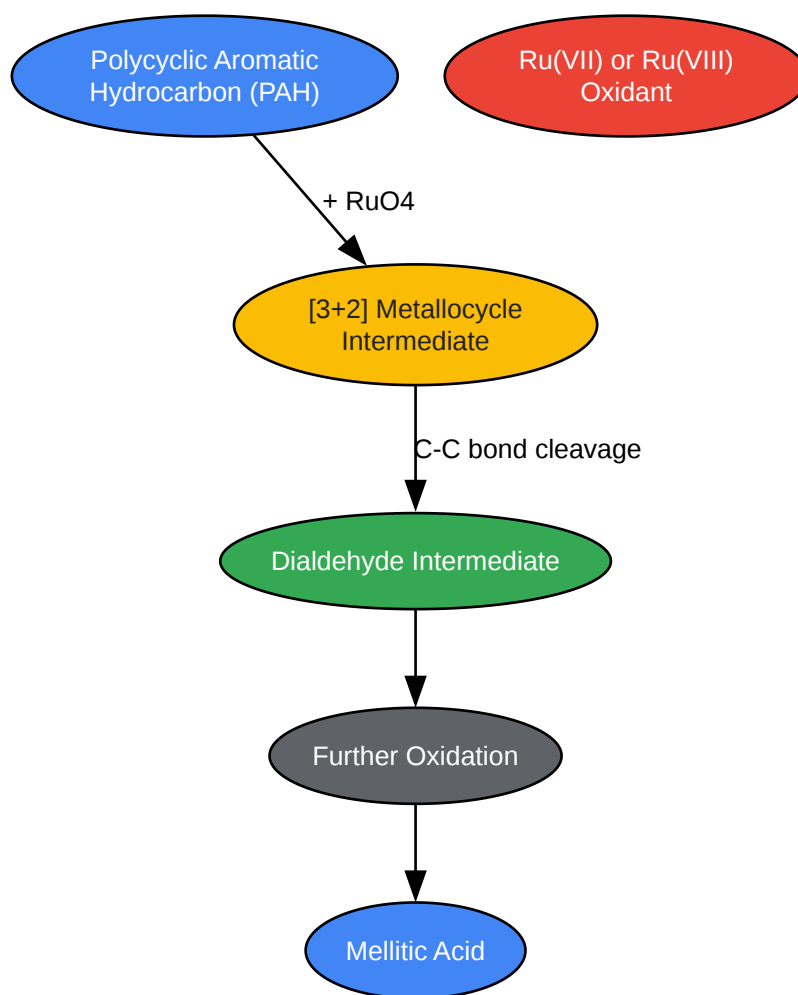 Polycyclic Aromatic
Hydrocarbon (PAH)
Ru(VII) or Ru(VIII)
Oxidant
+ RuO4
[3+2] Metallocycle
Intermediate
C-C bond cleavage
Dialdehyde Intermediate
Further Oxidation
Mellitic Acid